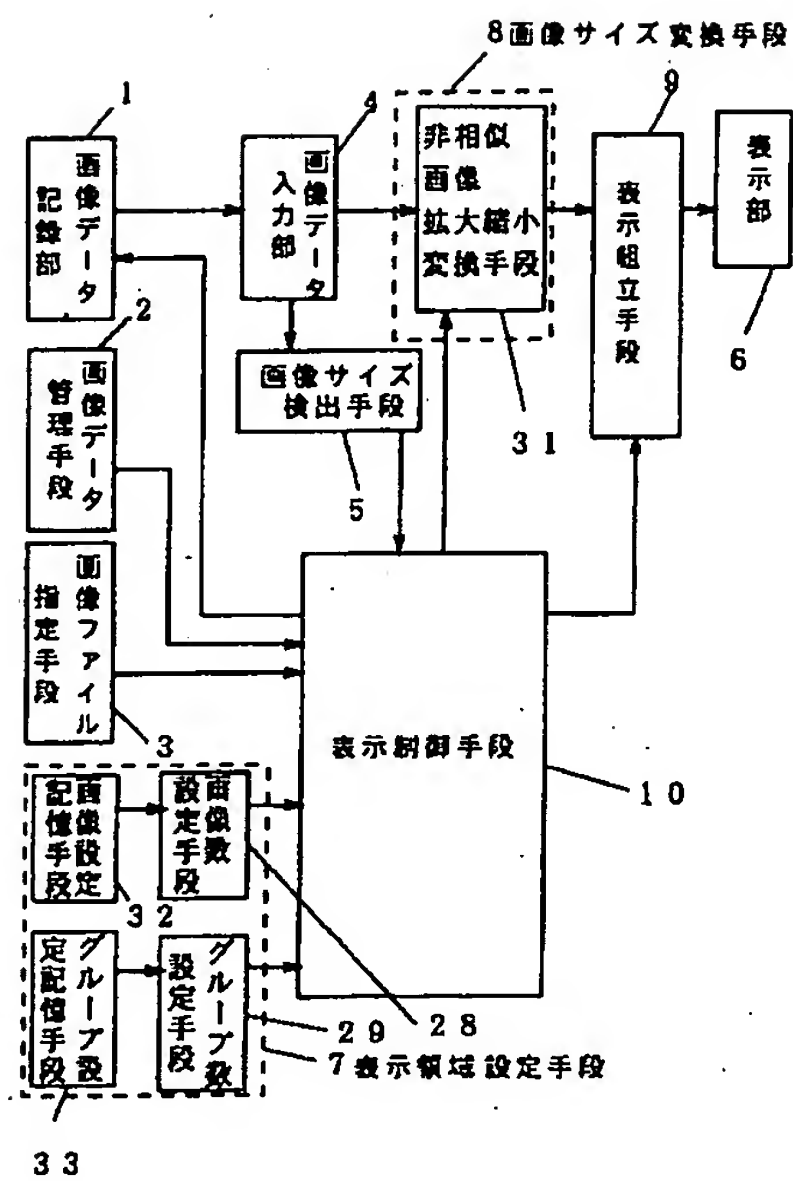 8画像サイズ変換手段
1
画像データ
記録部
4
画像データ
入力部
非相似
画像
拡大縮小
変換手段
31
9
表示組立手段
表示部
6
2
画像データ
管理手段
画像サイズ
検出手段
5
画像ファイル
指定手段
3
表示制御手段
10
画像設定
記憶手段
32
画像数
設定手段
28
グループ設
定記憶手段
33
グループ数
設定手段
29
7表示領域設定手段